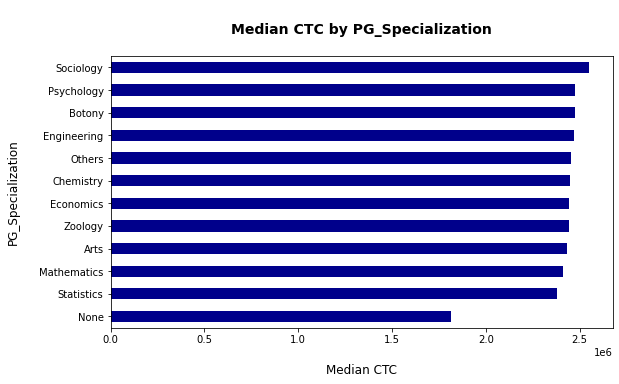 Median CTC by PG_Specialization
Sociology
Psychology
Botony
Engineering
Others
Chemistry
Economics
Zoology
Arts
Mathematics
Statistics
None
PG_Specialization
0.0 0.5 1.0 1.5 2.0 2.5
1e6
Median CTC